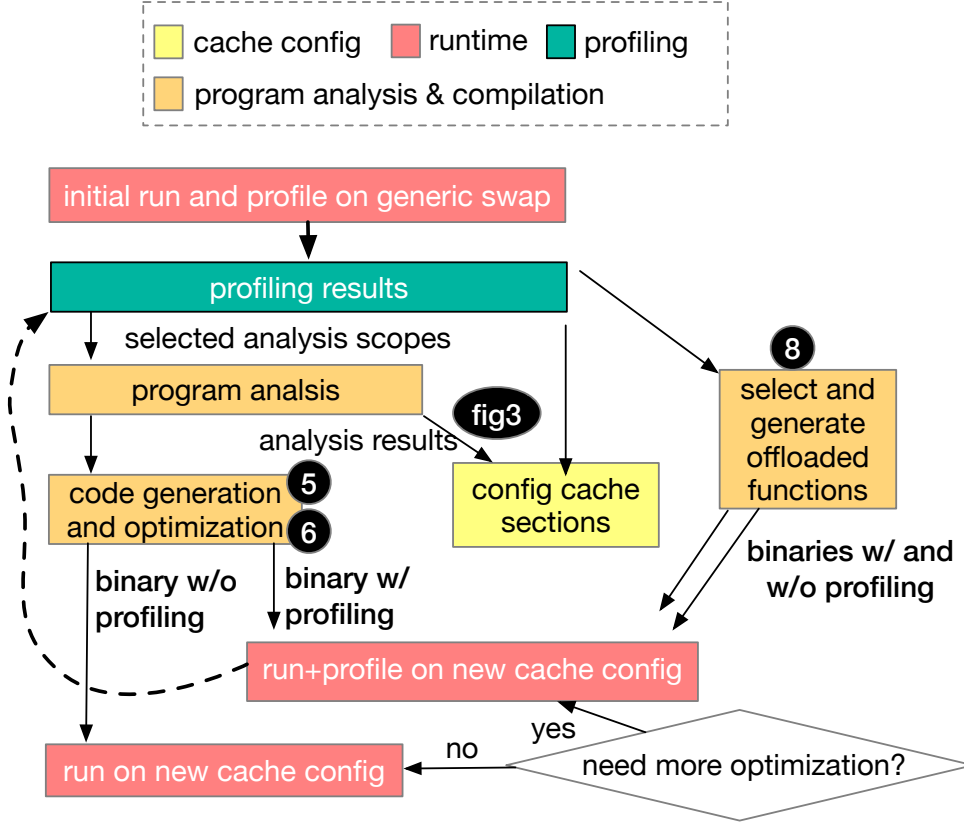 cache config
runtime
profiling
program analysis & compilation
initial run and profile on generic swap
profiling results
selected analysis scopes
8
program analsis
select and
generate
offloaded
functions
fig3
analysis results
5
code generation
and optimization
6
config cache
sections
binary w/o
profiling
binary w/
profiling
binaries w/ and
w/o profiling
run+profile on new cache config
yes
no
need more optimization?
run on new cache config